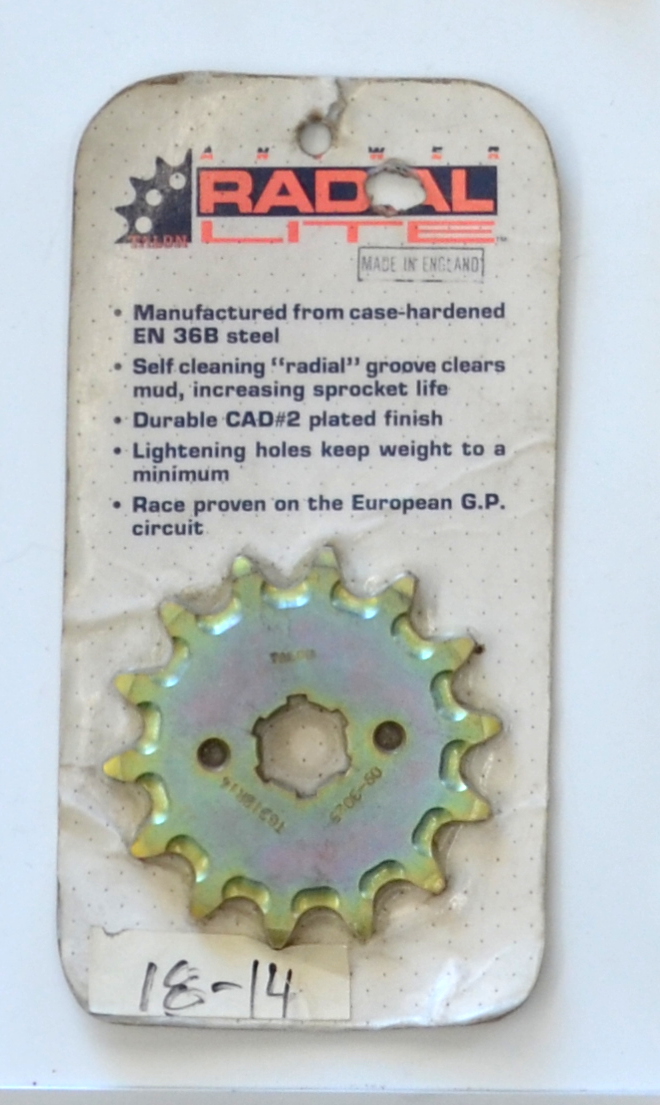 ANSWER
RADIAL
LITE™
TALON
MADE IN ENGLAND
• Manufactured from case-hardened
EN 36B steel
• Self cleaning "radial" groove clears
mud, increasing sprocket life
• Durable CAD#2 plated finish
• Lightening holes keep weight to a
minimum
• Race proven on the European G.P.
circuit
TALON
18-14